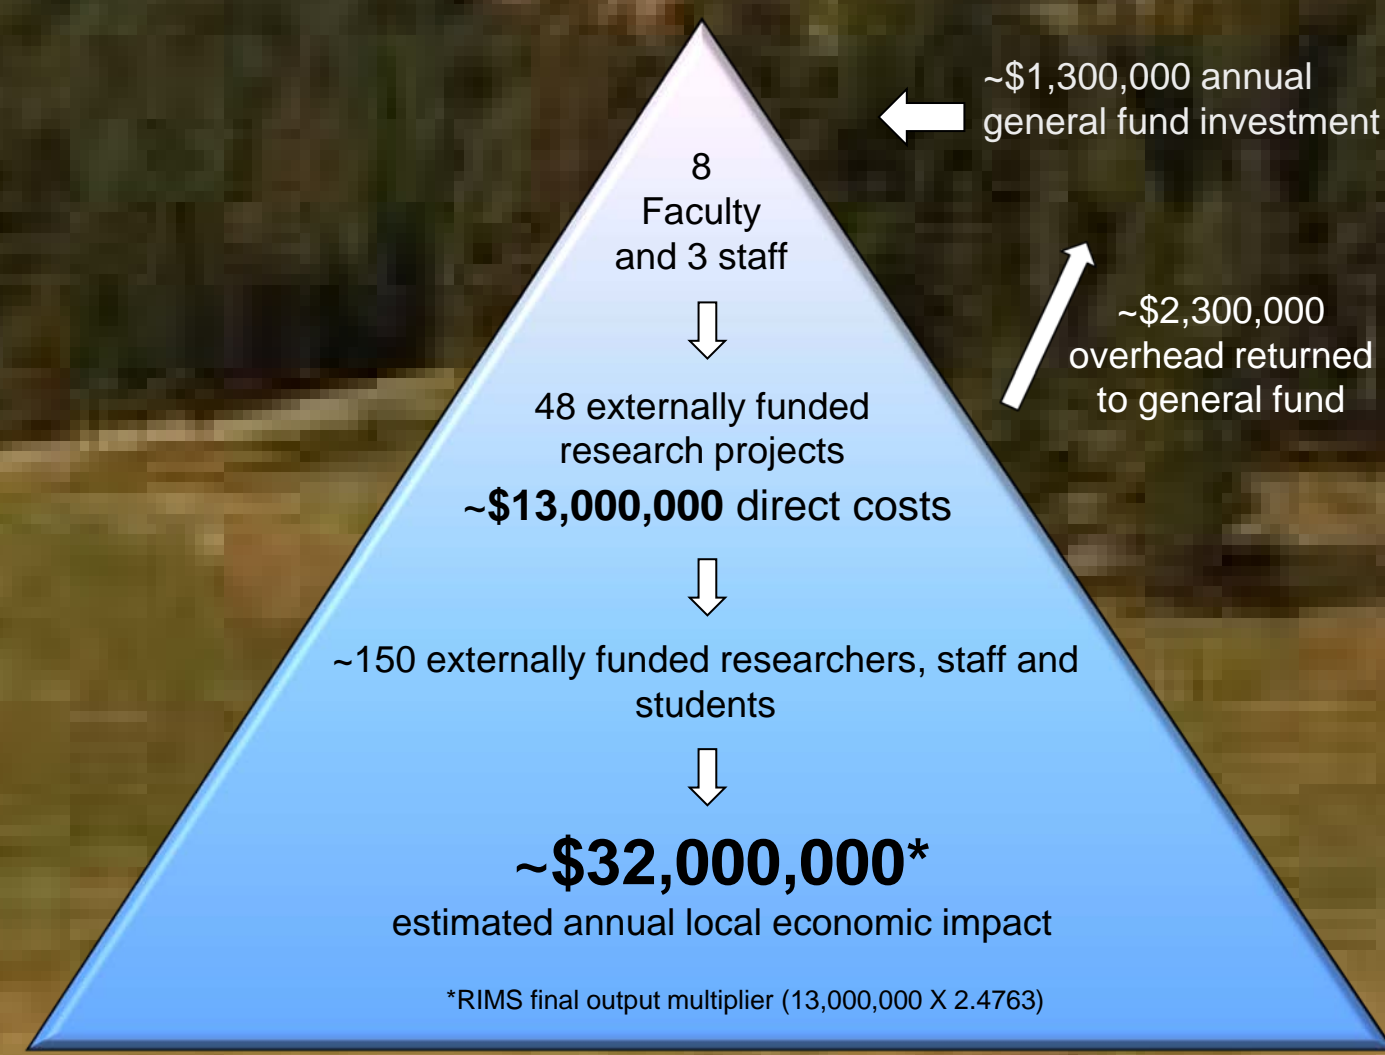 ~$1,300,000 annual
general fund investment
8
Faculty
and 3 staff
~$2,300,000
overhead returned
to general fund
48 externally funded
research projects
~$13,000,000 direct costs
~150 externally funded researchers, staff and
students
~$32,000,000*
estimated annual local economic impact
*RIMS final output multiplier (13,000,000 X 2.4763)